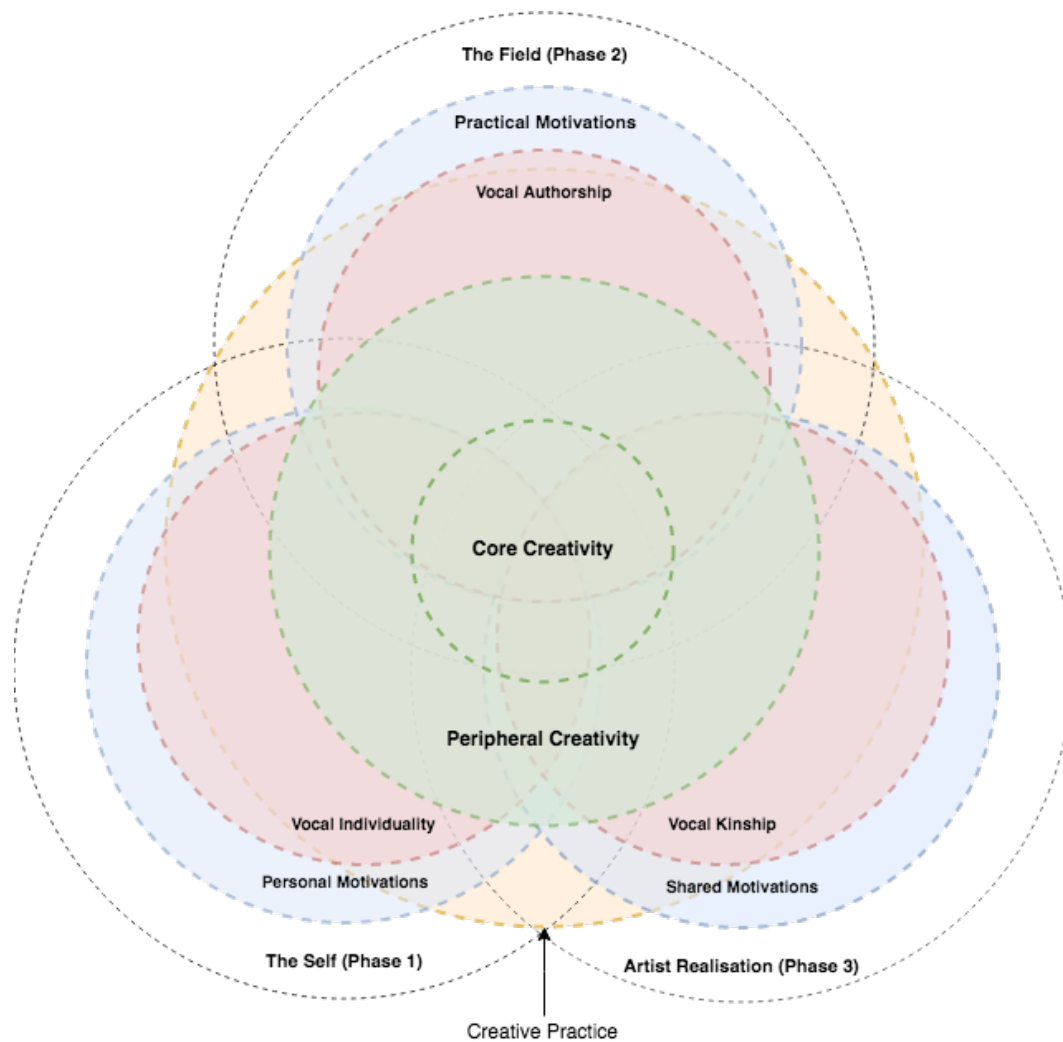 The Field (Phase 2)
Practical Motivations
Vocal Authorship
Core Creativity
Peripheral Creativity
Vocal Individuality
Vocal Kinship
Personal Motivations
Shared Motivations
The Self (Phase 1)
Artist Realisation (Phase 3)
Creative Practice